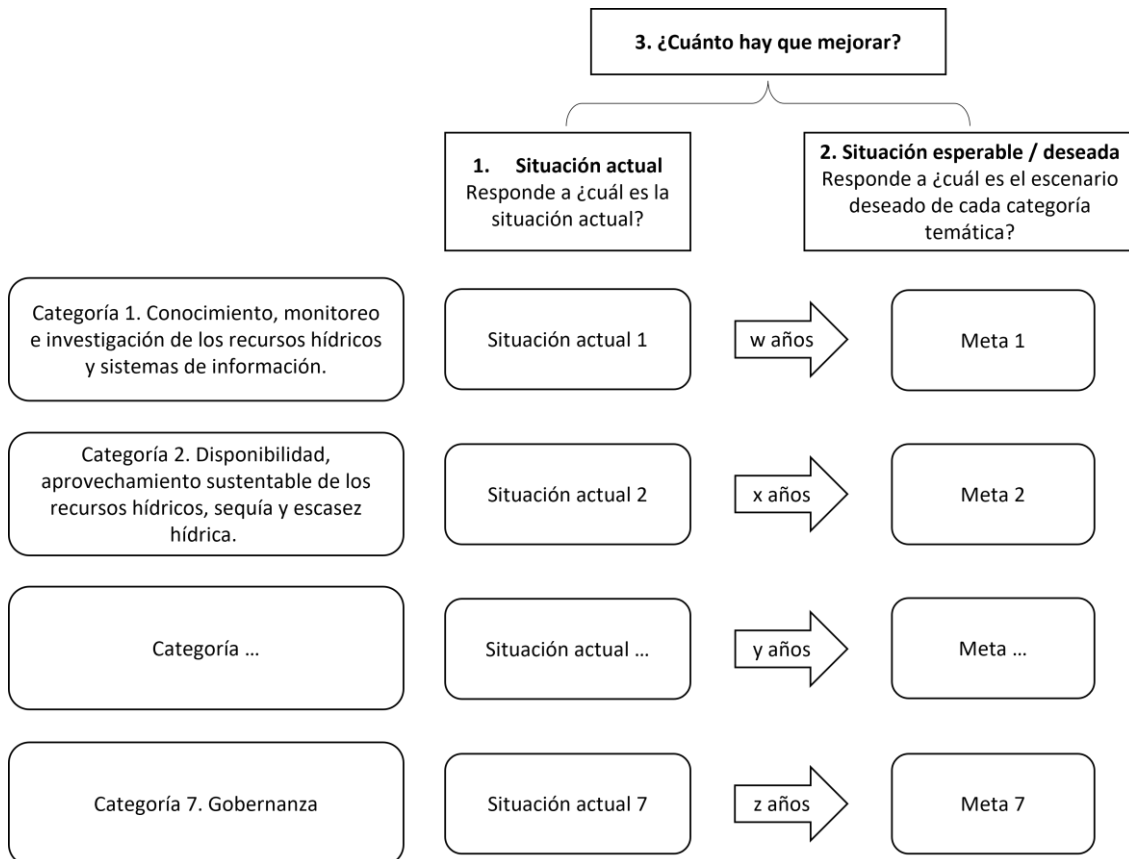 3. ¿Cuánto hay que mejorar?
1. Situación actual
Responde a ¿cuál es la
situación actual?
2. Situación esperable / deseada
Responde a ¿cuál es el escenario
deseado de cada categoría
temática?
Categoría 1. Conocimiento, monitoreo
e investigación de los recursos hídricos
y sistemas de información.
Situación actual 1
w años
Meta 1
Categoría 2. Disponibilidad,
aprovechamiento sustentable de los
recursos hídricos, sequía y escasez
hídrica.
Situación actual 2
x años
Meta 2
Categoría ...
Situación actual ...
y años
Meta ...
Categoría 7. Gobernanza
Situación actual 7
z años
Meta 7